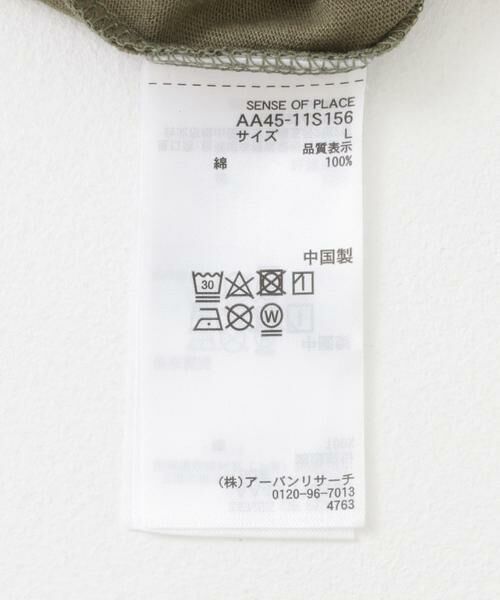 SENSE OF PLACE
AA45-11S156
サイズ L
品質表示
綿 100%
中国製
30
W
(株)アーバンリサーチ
0120-96-7013
4763